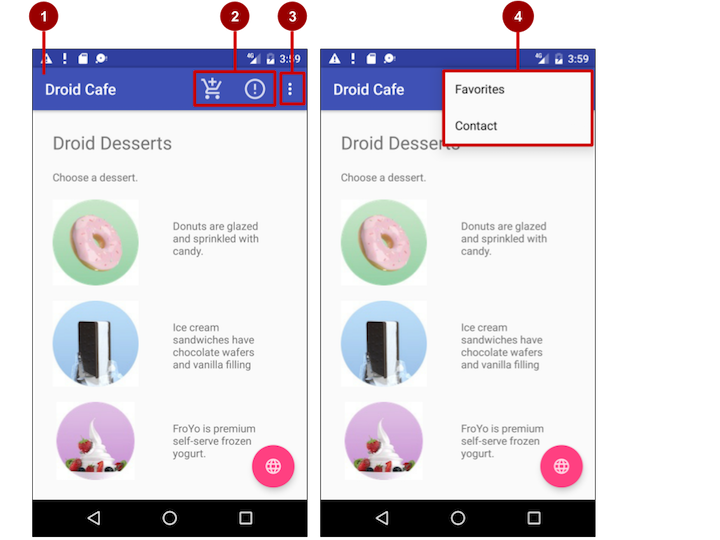 1
2
3
4
4G 3:59
4G 3:59
Droid Cafe
Droid Cafe
Favorites
Contact
Droid Desserts
Choose a dessert.
Donuts are glazed
and sprinkled with
candy.
Ice cream
sandwiches have
chocolate wafers
and vanilla filling
FroYo is premium
self-serve frozen
yogurt.
Droid Desserts
Choose a dessert.
Donuts are glazed
and sprinkled with
candy.
Ice cream
sandwiches have
chocolate wafers
and vanilla filling
FroYo is premium
self-serve frozen
yogurt.